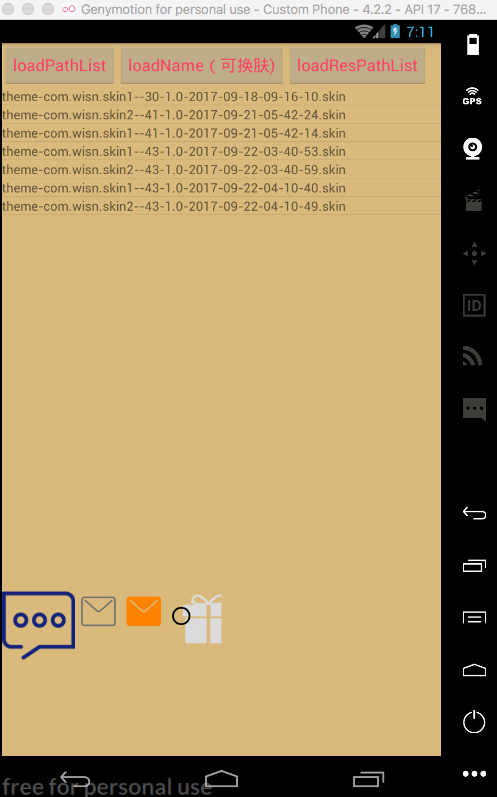 Genymotion for personal use - Custom Phone - 4.2.2 - API 17 - 768...
7:11
loadPathList loadName ( 可换肤) loadResPathList
GPS
theme-com.wisn.skin1--30-1.0-2017-09-18-09-16-10.skin
theme-com.wisn.skin2--41-1.0-2017-09-21-05-42-24.skin
theme-com.wisn.skin1--41-1.0-2017-09-21-05-42-14.skin
theme-com.wisn.skin1--43-1.0-2017-09-22-03-40-53.skin
theme-com.wisn.skin2--43-1.0-2017-09-22-03-40-59.skin
theme-com.wisn.skin1--43-1.0-2017-09-22-04-10-40.skin
theme-com.wisn.skin2--43-1.0-2017-09-22-04-10-49.skin
ID
free for personal use